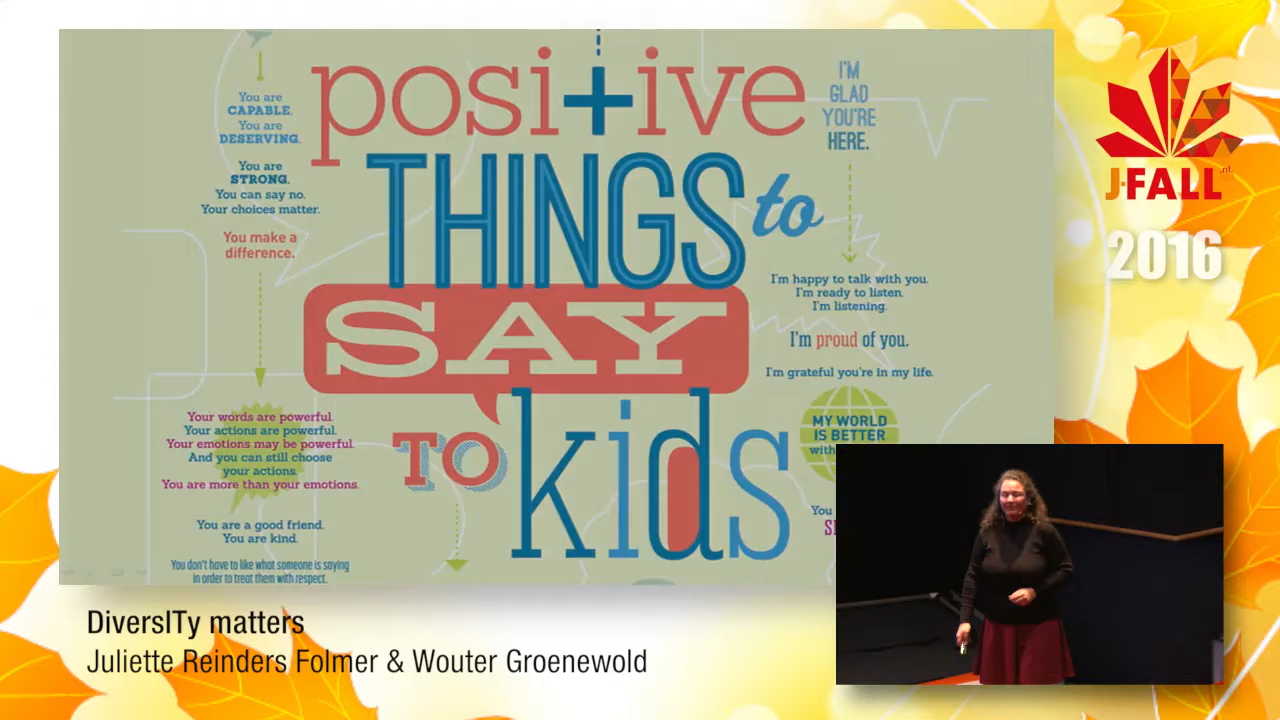 positive
THINGS to
SAY
TO kids
You are
CAPABLE.
You are
DESERVING.
You are
STRONG.
You can say no.
Your choices matter.
You make a
difference.
Your words are powerful.
Your actions are powerful.
Your emotions may be powerful.
And you can still choose
your actions.
You are more than your emotions.
You are a good friend.
You are kind.
You don't have to like what someone is saying
in order to treat them with respect.
I'M
GLAD
YOU'RE
HERE.
I'm happy to talk with you.
I'm ready to listen.
I'm listening.
I'm proud of you.
I'm grateful you're in my life.
MY WORLD
IS BETTER
with
You
J-FALL.nl
2016
DiversITy matters
Juliette Reinders Folmer & Wouter Groenewold